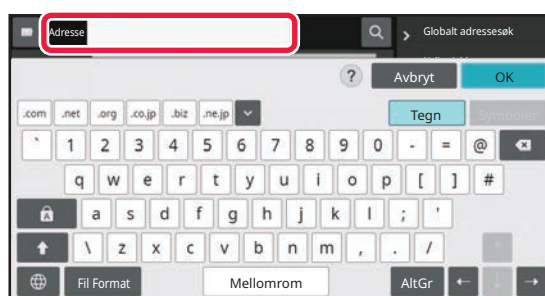 Adresse
Globalt adressesøk
? Avbryt OK
.com .net .org .co.jp .biz .ne.jp Tegn Symboler
` 1 2 3 4 5 6 7 8 9 0 - = @
q w e r t y u i o p [ ] #
A a s d f g h j k l ; '
\ z x c v b n m , . /
Fil Format Mellomrom AltGr ← ↓ →